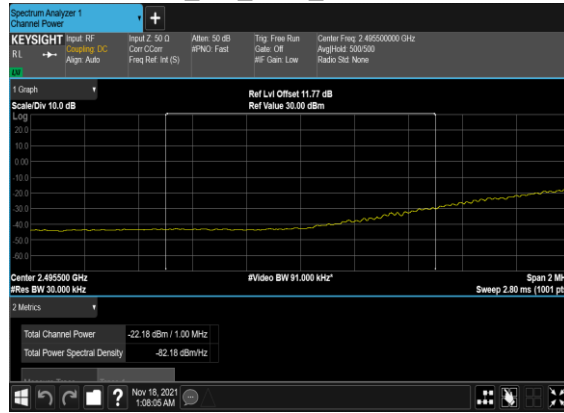 Spectrum Analyzer 1
Channel Power
+
KEYSIGHT
RL
Input: RF
Coupling: DC
Align: Auto
Input Z: 50 Ω
Corr CCorr
Freq Ref: Int (S)
Atten: 50 dB
#PNO: Fast
Trig: Free Run
Gate: Off
#IF Gain: Low
Center Freq: 2.495500000 GHz
Avg|Hold: 500/500
Radio Std: None
1 Graph
Scale/Div 10.0 dB
Ref Lvl Offset 11.77 dB
Ref Value 30.00 dBm
Log
20.0
10.0
0.00
-10.0
-20.0
-30.0
-40.0
-50.0
-60.0
Center 2.495500 GHz
#Res BW 30.000 kHz
#Video BW 91.000 kHz*
Span 2 MH
Sweep 2.80 ms (1001 pt
2 Metrics
Total Channel Power -22.18 dBm / 1.00 MHz
Total Power Spectral Density -82.18 dBm/Hz
?
Nov 18, 2021
1:08:05 AM